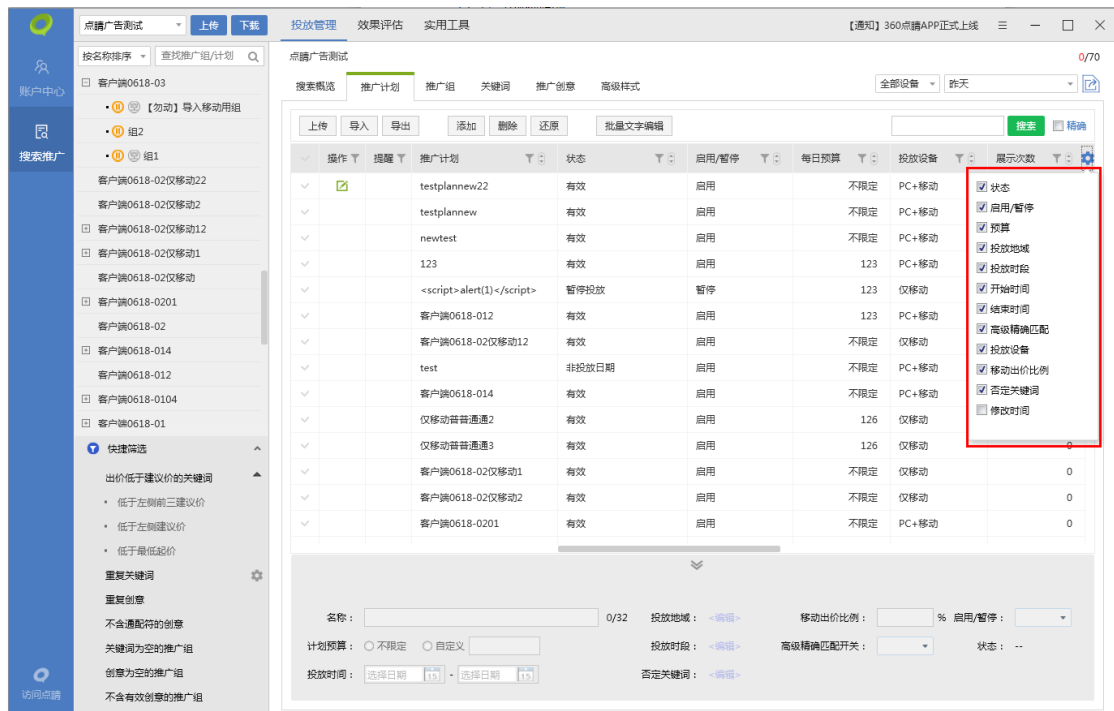 点睛广告测试 上传 下载 投放管理 效果评估 实用工具 【通知】360点睛APP正式上线
账户中心
搜索推广
访问点睛
按名称排序 查找推广组/计划
客户端0618-03
【勿动】导入移动用组
组2
组1
客户端0618-02仅移动22
客户端0618-02仅移动2
客户端0618-02仅移动12
客户端0618-02仅移动1
客户端0618-02仅移动
客户端0618-0201
客户端0618-02
客户端0618-014
客户端0618-012
客户端0618-0104
客户端0618-01
快捷筛选
出价低于建议价的关键词
低于左侧前三建议价
低于左侧建议价
低于最低起价
重复关键词
重复创意
不含通配符的创意
关键词为空的推广组
创意为空的推广组
不含有效创意的推广组
点睛广告测试 0/70
搜索概览 推广计划 推广组 关键词 推广创意 高级样式 全部设备 昨天
上传 导入 导出 添加 删除 还原 批量文字编辑 搜索 精确
操作 提醒 推广计划 状态 启用/暂停 每日预算 投放设备 展示次数
testplannew22 有效 启用 不限定 PC+移动
testplannew 有效 启用 不限定 PC+移动
newtest 有效 启用 不限定 PC+移动
123 有效 启用 123 PC+移动
<script>alert(1)</script> 暂停投放 暂停 123 仅移动
客户端0618-012 有效 启用 123 PC+移动
客户端0618-02仅移动12 有效 启用 不限定 仅移动
test 非投放日期 启用 不限定 PC+移动
客户端0618-014 有效 启用 不限定 PC+移动
仅移动普普通通2 有效 启用 126 仅移动
仅移动普普通通3 有效 启用 126 仅移动 0
客户端0618-02仅移动1 有效 启用 不限定 仅移动 0
客户端0618-02仅移动2 有效 启用 不限定 仅移动 0
客户端0618-0201 有效 启用 不限定 PC+移动 0
状态
启用/暂停
预算
投放地域
投放时段
开始时间
结束时间
高级精确匹配
投放设备
移动出价比例
否定关键词
修改时间
名称： 0/32 投放地域： <编辑> 移动出价比例： % 启用/暂停：
计划预算： 不限定 自定义 投放时段： <编辑> 高级精确匹配开关： 状态： --
投放时间： 选择日期 15 - 选择日期 15 否定关键词： <编辑>